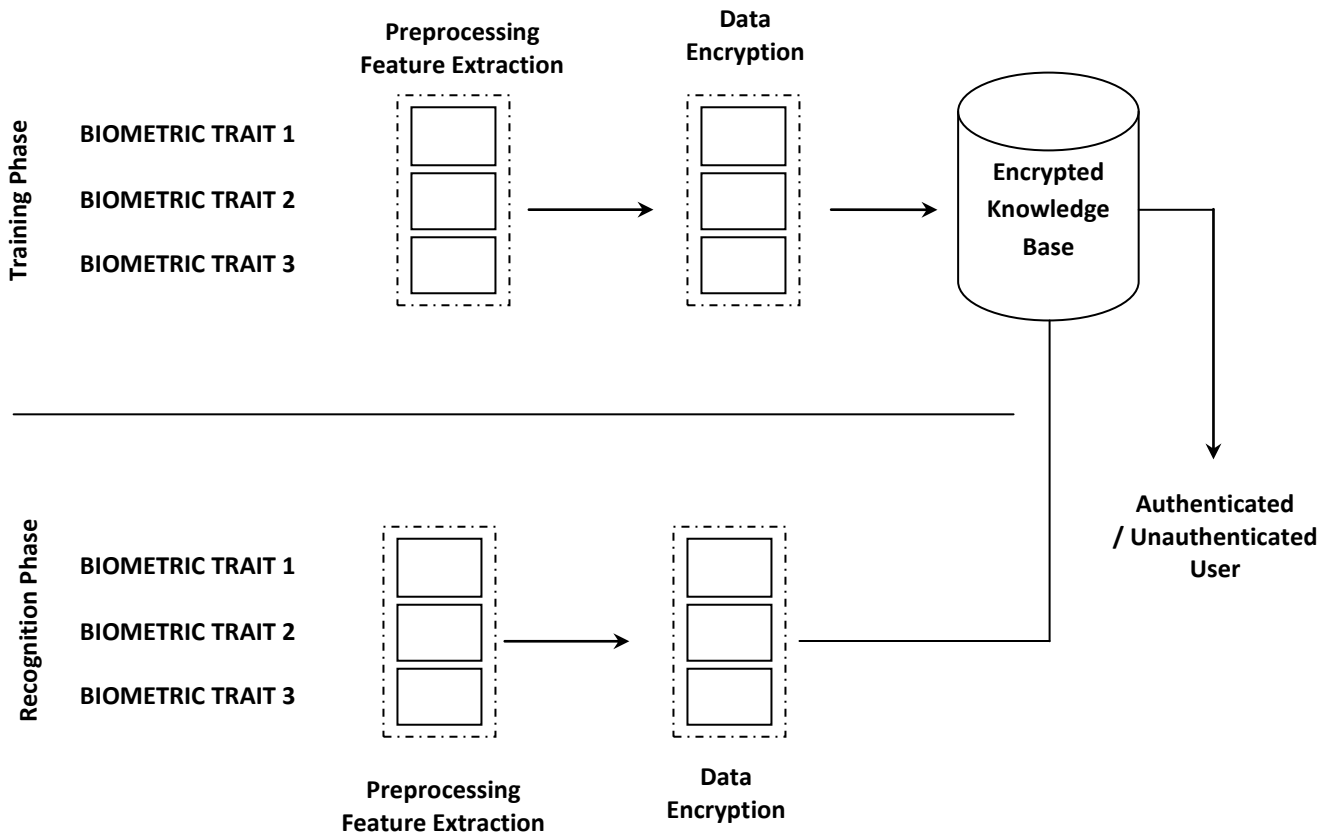 Preprocessing
Feature Extraction
Data
Encryption
Training Phase
BIOMETRIC TRAIT 1
BIOMETRIC TRAIT 2
BIOMETRIC TRAIT 3
Encrypted
Knowledge
Base
Authenticated
/ Unauthenticated
User
Recognition Phase
BIOMETRIC TRAIT 1
BIOMETRIC TRAIT 2
BIOMETRIC TRAIT 3
Preprocessing
Feature Extraction
Data
Encryption